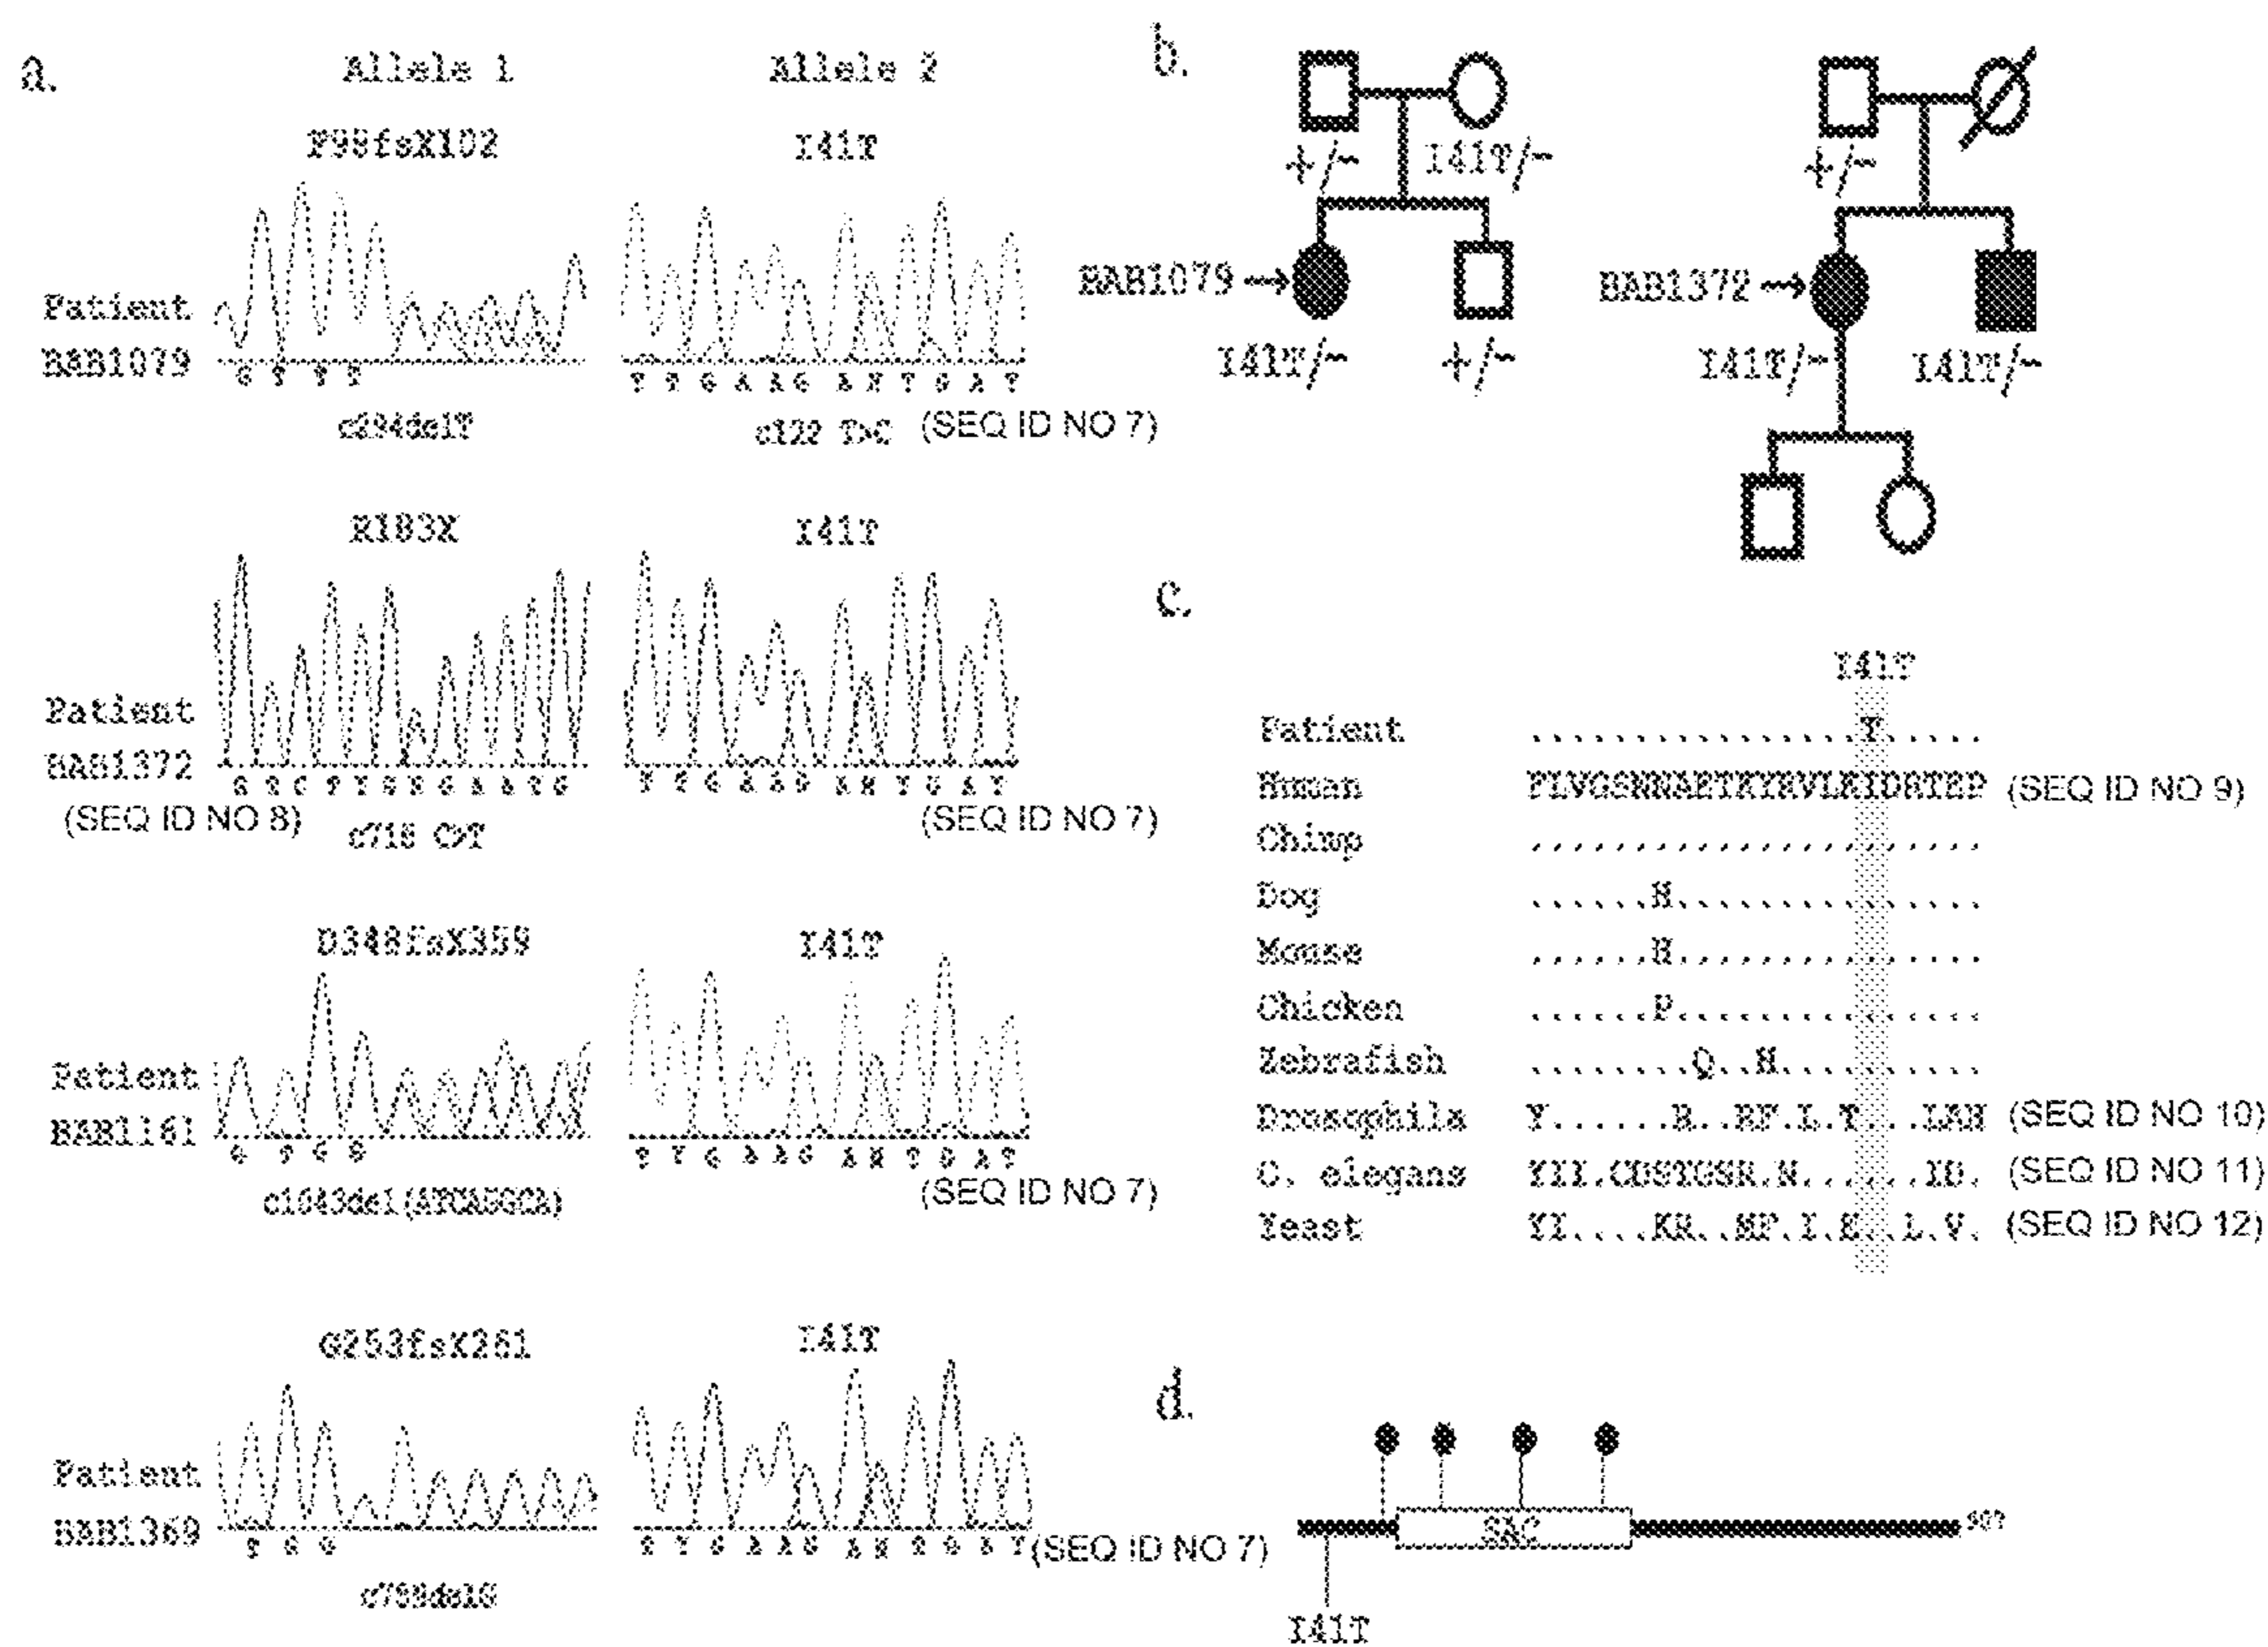 a.
Allele 1
Allele 2
F98fsX102
I41T
Patient
BAB1079
G T T T
T T G A A G A N T G A T
c294delT
c122 T>C
(SEQ ID NO 7)
R183X
I41T
Patient
BAB1372
(SEQ ID NO 8)
T T G A A G A N T G A T
(SEQ ID NO 7)
D348fsX359
I41T
Patient
BAB1161
T T G A A G A N T G A T
(SEQ ID NO 7)
G253fsX261
I41T
Patient
BAB1369
T G G
T T G A A G A N T G A T
(SEQ ID NO 7)
b.
+/-
I41T/-
BAB1079
I41T/-
+/-
+/-
BAB1372
I41T/-
I41T/-
c.
I41T
Patient ................T.....
Human (SEQ ID NO 9)
Chimp ......................
Dog ......H...............
Mouse ......H...............
Chicken ......P...............
Zebrafish ........Q..N..........
Drosophila (SEQ ID NO 10)
C. elegans (SEQ ID NO 11)
Yeast (SEQ ID NO 12)
d.
SAC
907
I41T